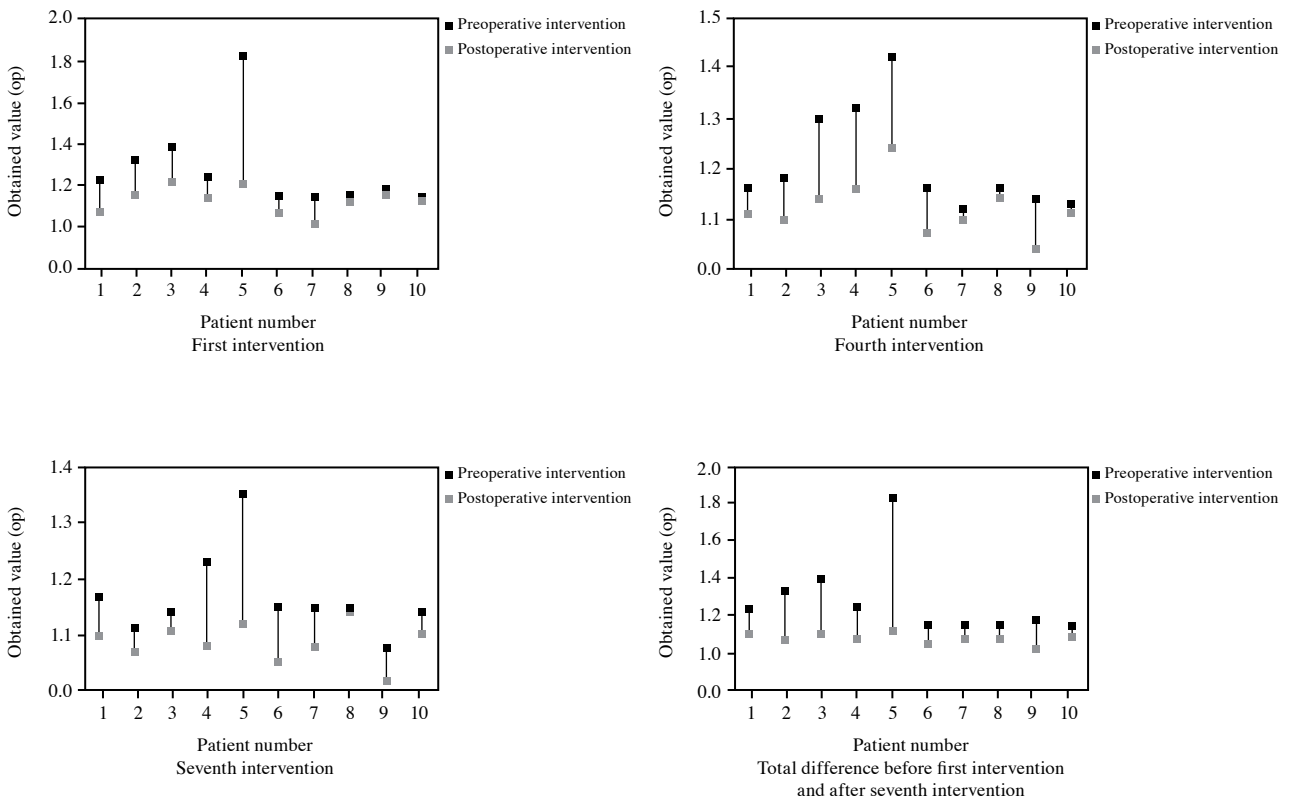 2.0
1.8
1.6
1.4
1.2
1.0
0.0
Obtained value (op)
1 2 3 4 5 6 7 8 9 10
Patient number
First intervention
Preoperative intervention
Postoperative intervention
1.5
1.4
1.3
1.2
1.1
0.0
Obtained value (op)
1 2 3 4 5 6 7 8 9 10
Patient number
Fourth intervention
Preoperative intervention
Postoperative intervention
1.4
1.3
1.2
1.1
0.0
Obtained value (op)
1 2 3 4 5 6 7 8 9 10
Patient number
Seventh intervention
Preoperative intervention
Postoperative intervention
2.0
1.8
1.6
1.4
1.2
1.0
0.0
Obtained value (op)
1 2 3 4 5 6 7 8 9 10
Patient number
Total difference before first intervention
and after seventh intervention
Preoperative intervention
Postoperative intervention